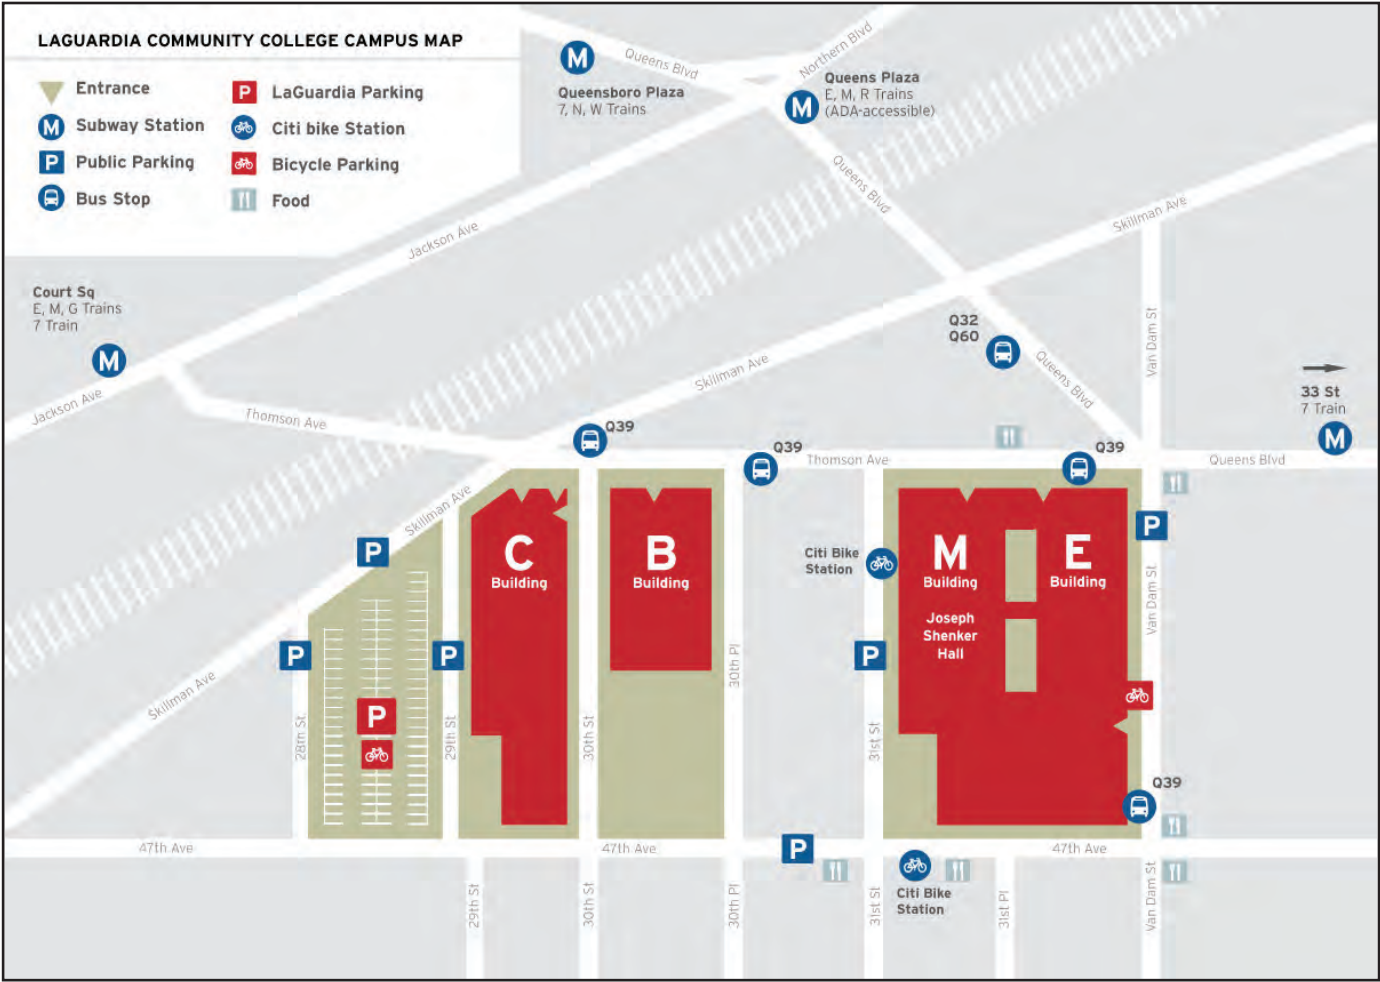 LAGUARDIA COMMUNITY COLLEGE CAMPUS MAP
Entrance
M Subway Station
P Public Parking
Bus Stop
P LaGuardia Parking
Citi bike Station
Bicycle Parking
Food
M
Queensboro Plaza
7, N, W Trains
Queens Blvd
Northern Blvd
M
Queens Plaza
E, M, R Trains
(ADA-accessible)
Queens Blvd
Skillman Ave
Jackson Ave
Court Sq
E, M, G Trains
7 Train
M
Jackson Ave
Thomson Ave
Skillman Ave
Q32
Q60
Queens Blvd
Van Dam St
33 St
7 Train
M
Q39
Q39
Thomson Ave
Q39
Queens Blvd
Skillman Ave
P
P
P
P
Skillman Ave
28th St
29th St
C
Building
30th St
B
Building
30th Pl
Citi Bike
Station
P
31st St
M
Building
Joseph
Shenker
Hall
E
Building
P
Van Dam St
Q39
47th Ave
47th Ave
P
47th Ave
Citi Bike
Station
29th St
30th St
30th Pl
31st St
31st Pl
Van Dam St